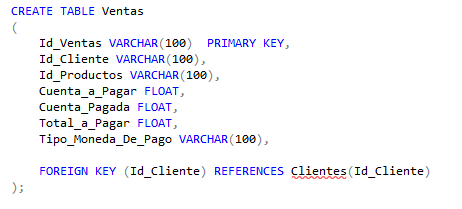 CREATE TABLE Ventas
(
Id_Ventas VARCHAR(100)  PRIMARY KEY,
Id_Cliente VARCHAR(100),
Id_Productos VARCHAR(100),
Cuenta_a_Pagar FLOAT,
Cuenta_Pagada FLOAT,
Total_a_Pagar FLOAT,
Tipo_Moneda_De_Pago VARCHAR(100),
FOREIGN KEY (Id_Cliente) REFERENCES Clientes(Id_Cliente)
);